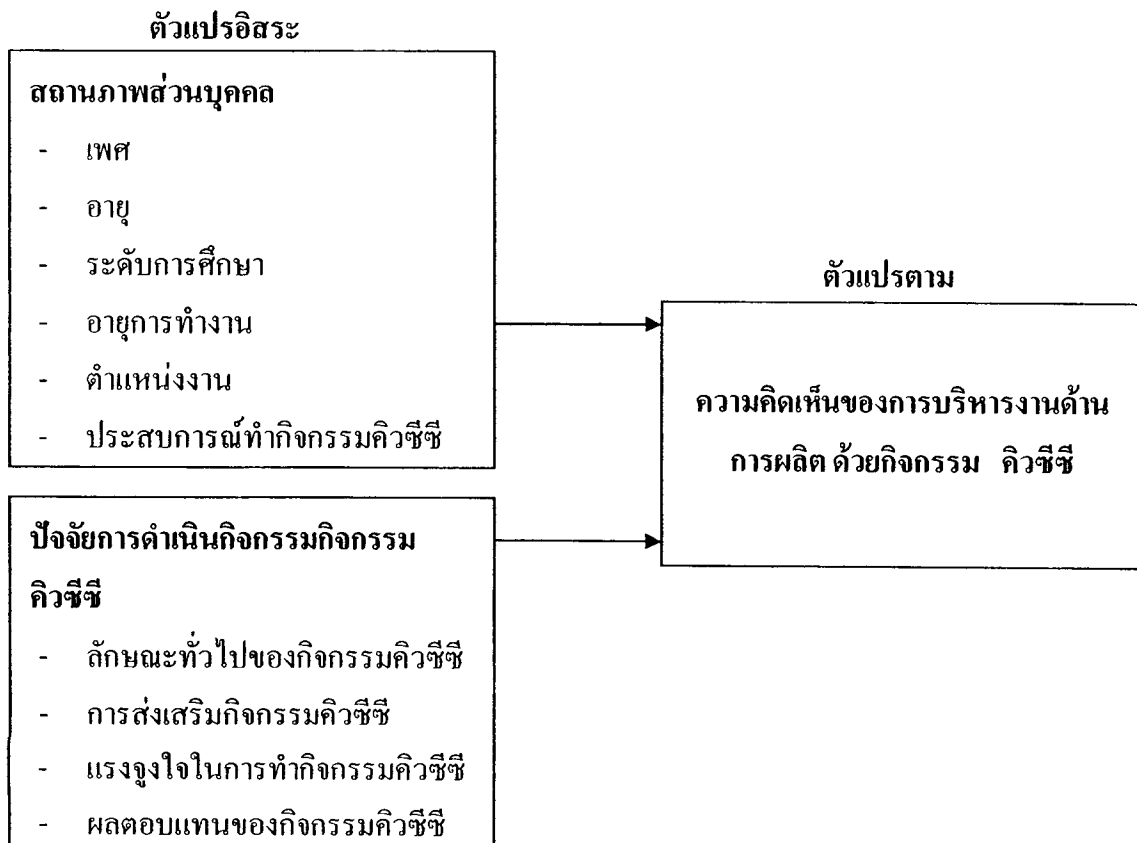 ตัวแปรอิสระ
สถานภาพส่วนบุคคล
- เพศ
- อายุ
- ระดับการศึกษา
- อายุการทำงาน
- ตำแหน่งงาน
- ประสบการณ์ทำกิจกรรมคิวซีซี
ปัจจัยการดำเนินกิจกรรมกิจกรรม
คิวซีซี
- ลักษณะทั่วไปของกิจกรรมคิวซีซี
- การส่งเสริมกิจกรรมคิวซีซี
- แรงจูงใจในการทำกิจกรรมคิวซีซี
- ผลตอบแทนของกิจกรรมคิวซีซี
ตัวแปรตาม
ความคิดเห็นของการบริหารงานด้าน
การผลิต ด้วยกิจกรรม คิวซีซี